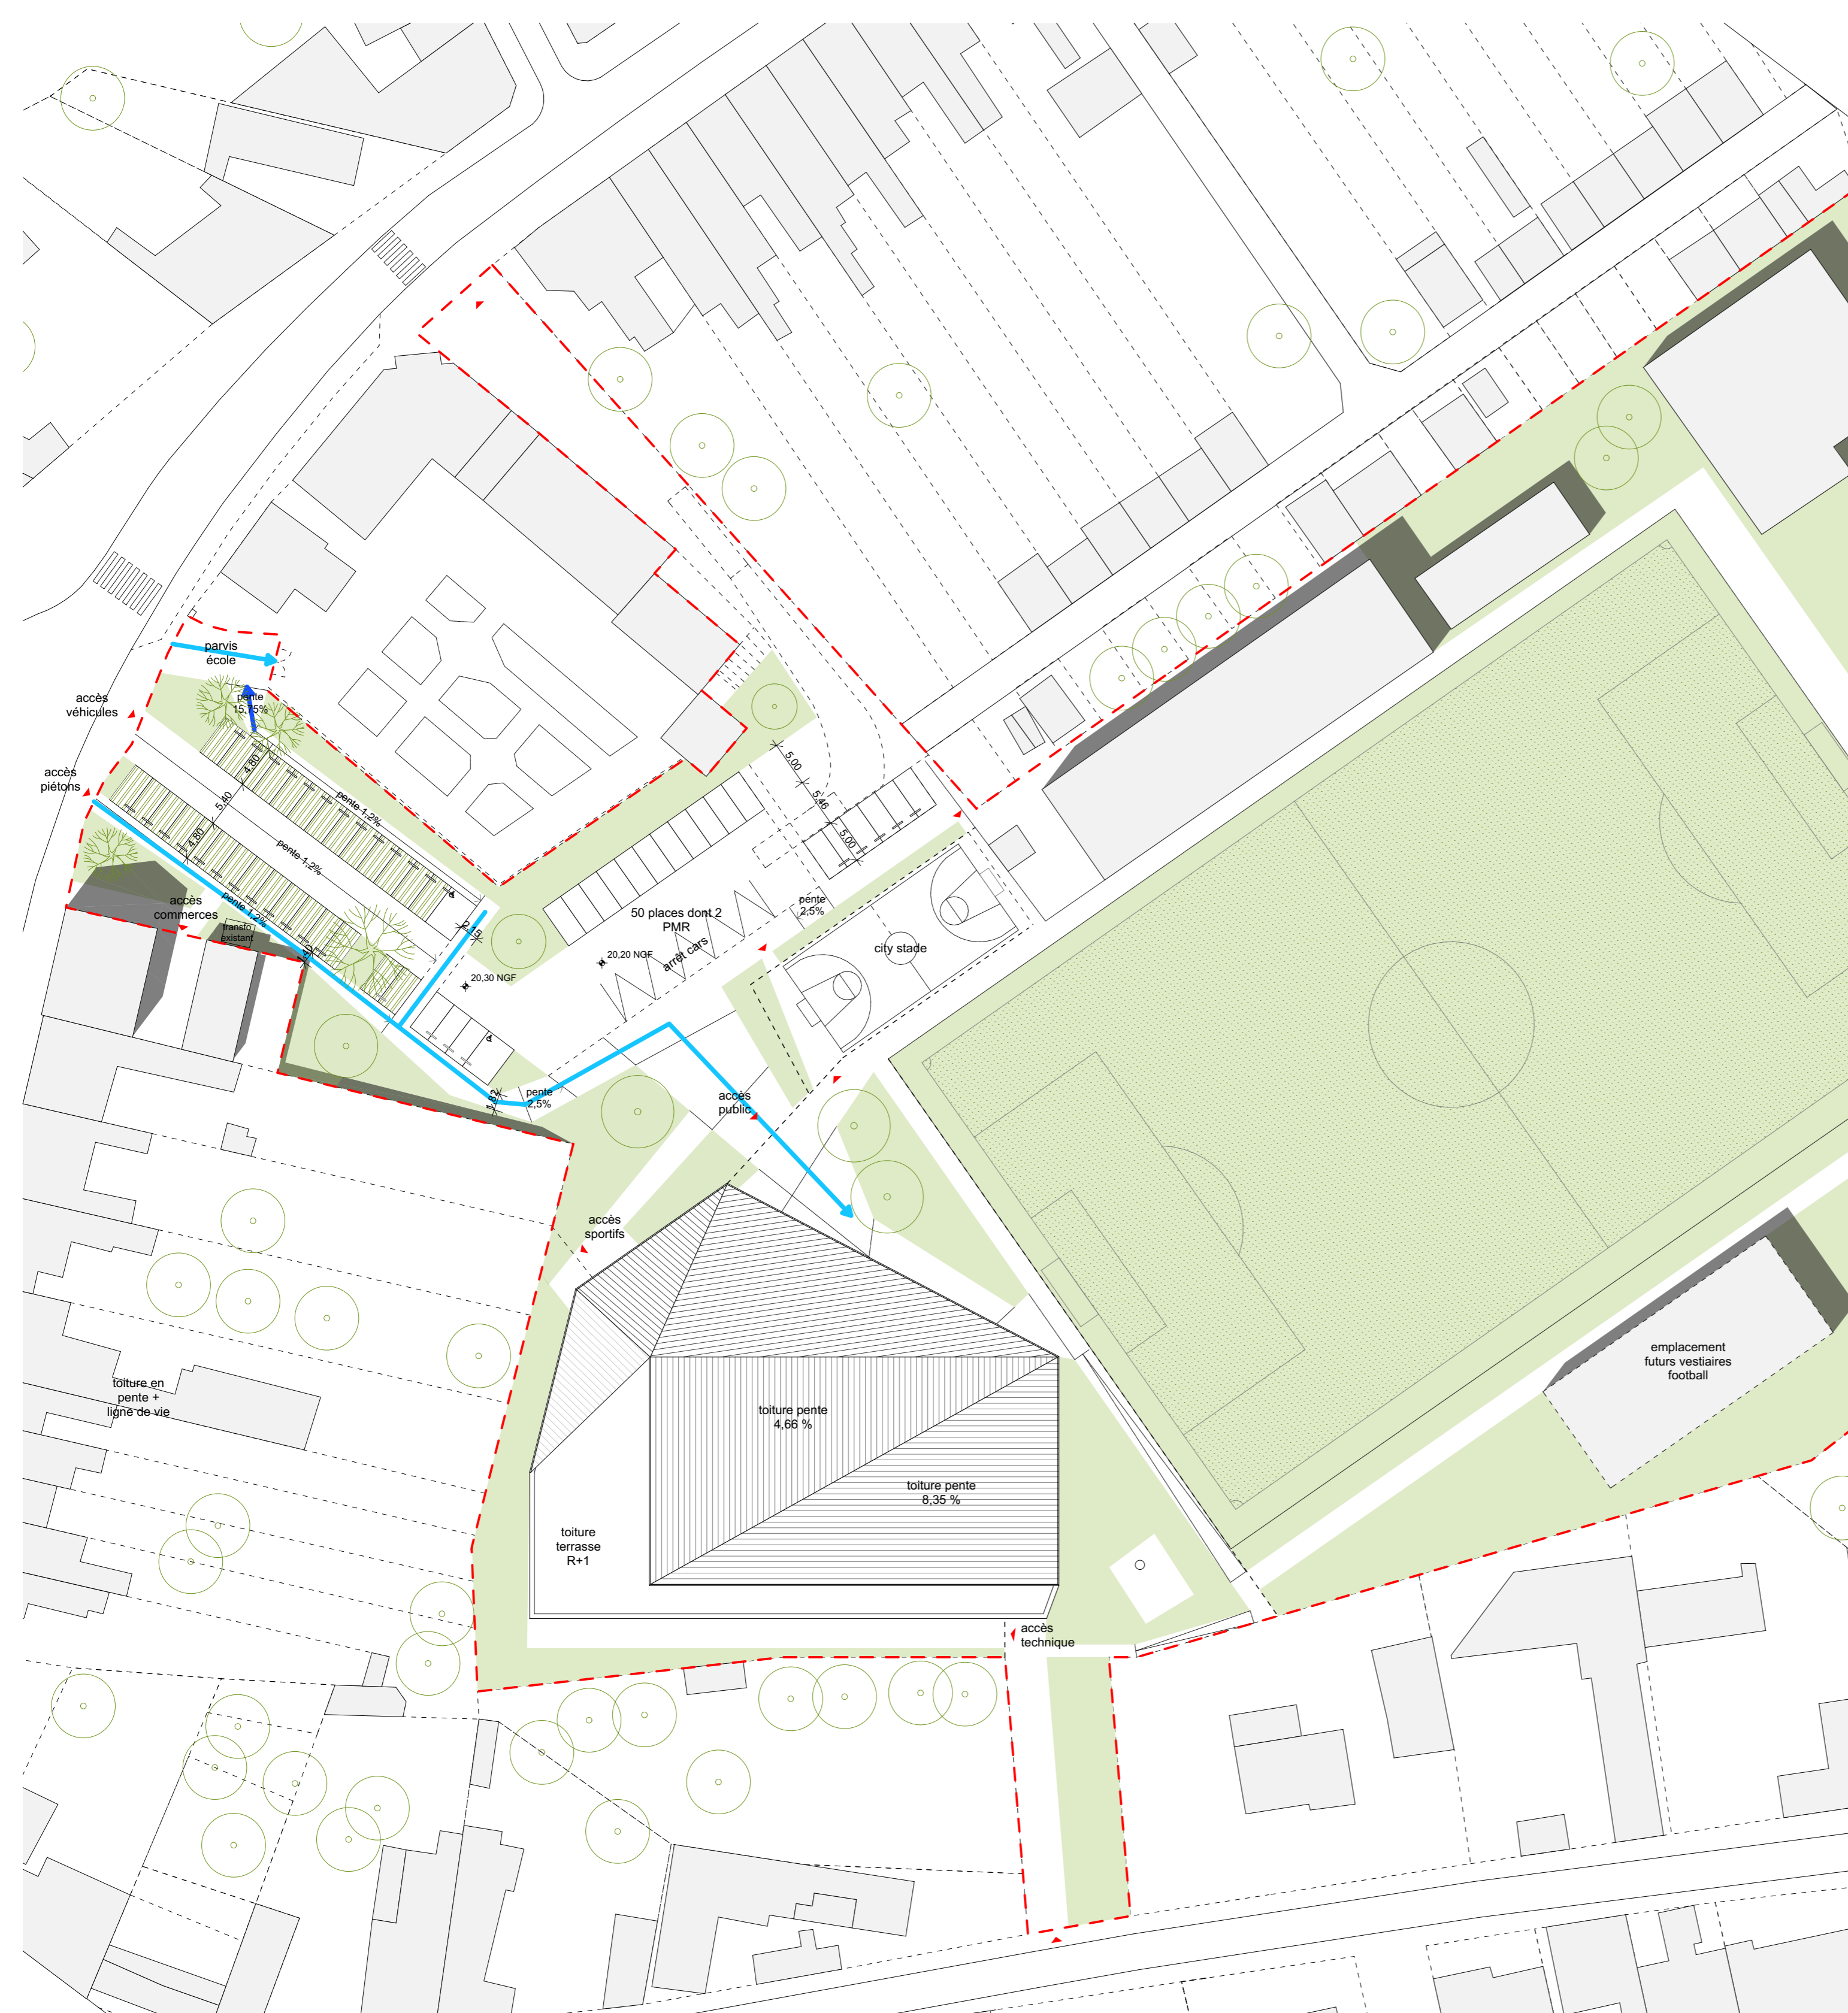 parvis
école
accès
véhicules
pente
15,75%
accès
piétons
4,80
5,40
4,80
pente 1,2%
pente 1,2%
pente 1,2%
accès
commerces
transfo
existant
1,40
2,15
5,00
5,46
5,00
50 places dont 2
PMR
pente
2,5%
20,20 NGF
arrêt cars
20,30 NGF
city stade
1,82
pente
2,5%
accès
public
accès
sportifs
emplacement
futurs vestiaires
football
toiture en
pente +
ligne de vie
toiture pente
4,66 %
toiture pente
8,35 %
toiture
terrasse
R+1
accès
technique